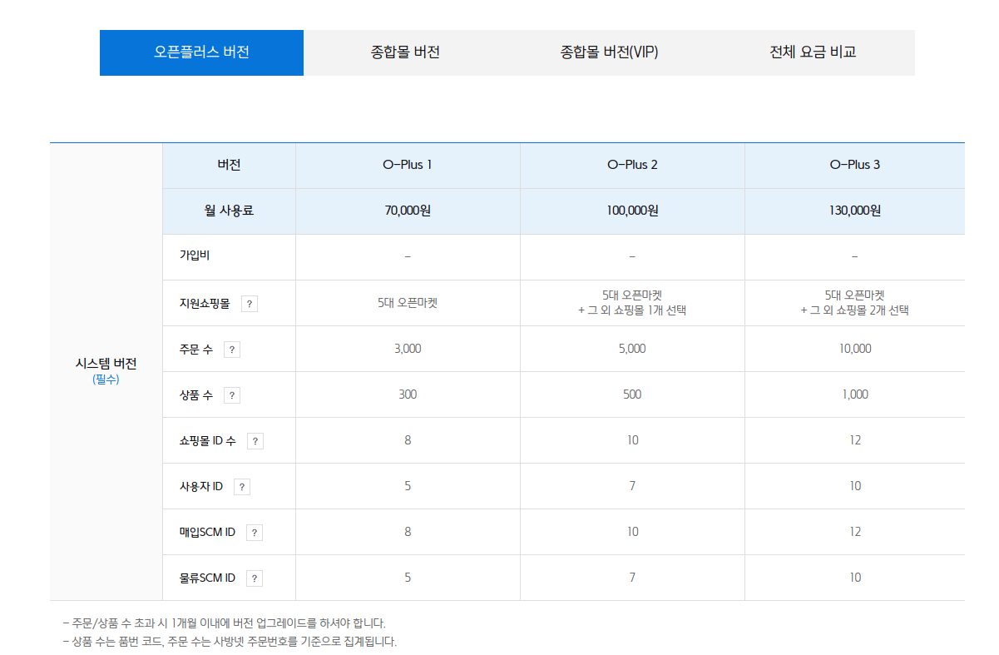 오픈플러스 버전 종합몰 버전 종합몰 버전(VIP) 전체 요금 비교
버전 O-Plus 1 O-Plus 2 O-Plus 3
월 사용료 70,000원 100,000원 130,000원
가입비 - - -
지원쇼핑몰 ? 5대 오픈마켓 5대 오픈마켓 5대 오픈마켓
+ 그 외 쇼핑몰 1개 선택 + 그 외 쇼핑몰 2개 선택
주문 수 ? 3,000 5,000 10,000
시스템 버전
(필수)
상품 수 ? 300 500 1,000
쇼핑몰 ID 수 ? 8 10 12
사용자 ID ? 5 7 10
매입SCM ID ? 8 10 12
물류SCM ID ? 5 7 10
- 주문/상품 수 초과 시 1개월 이내에 버전 업그레이드를 하셔야 합니다.
- 상품 수는 품번 코드, 주문 수는 사방넷 주문번호를 기준으로 집계됩니다.